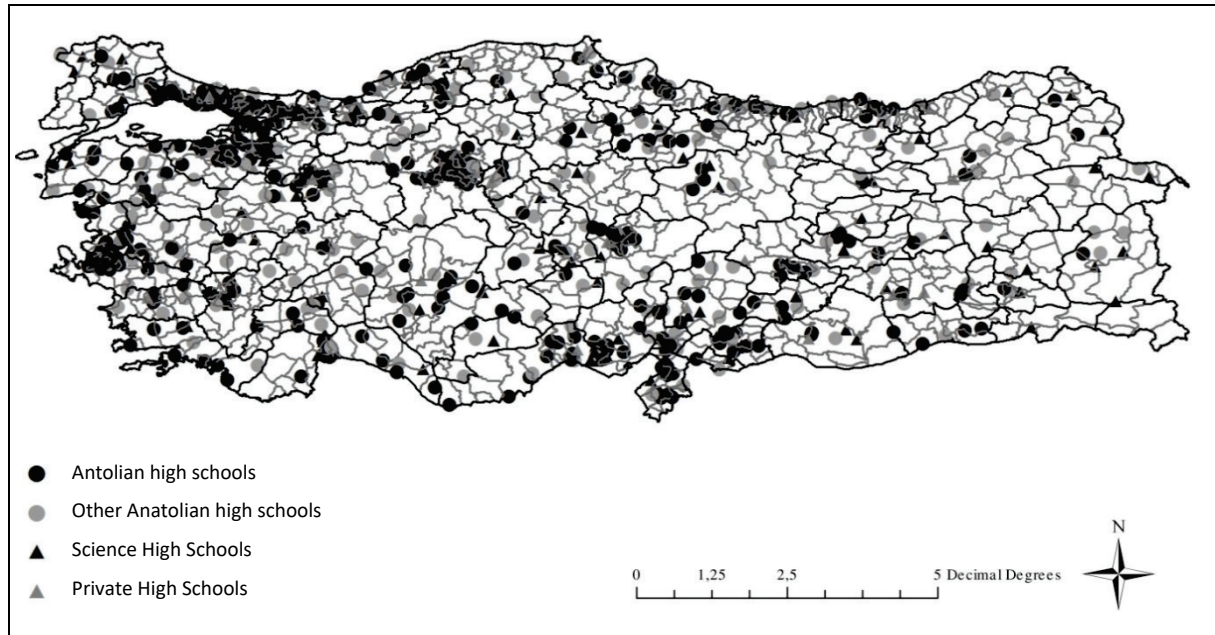 Antolian high schools
Other Anatolian high schools
Science High Schools
Private High Schools
N
0 1,25 2,5 5 Decimal Degrees